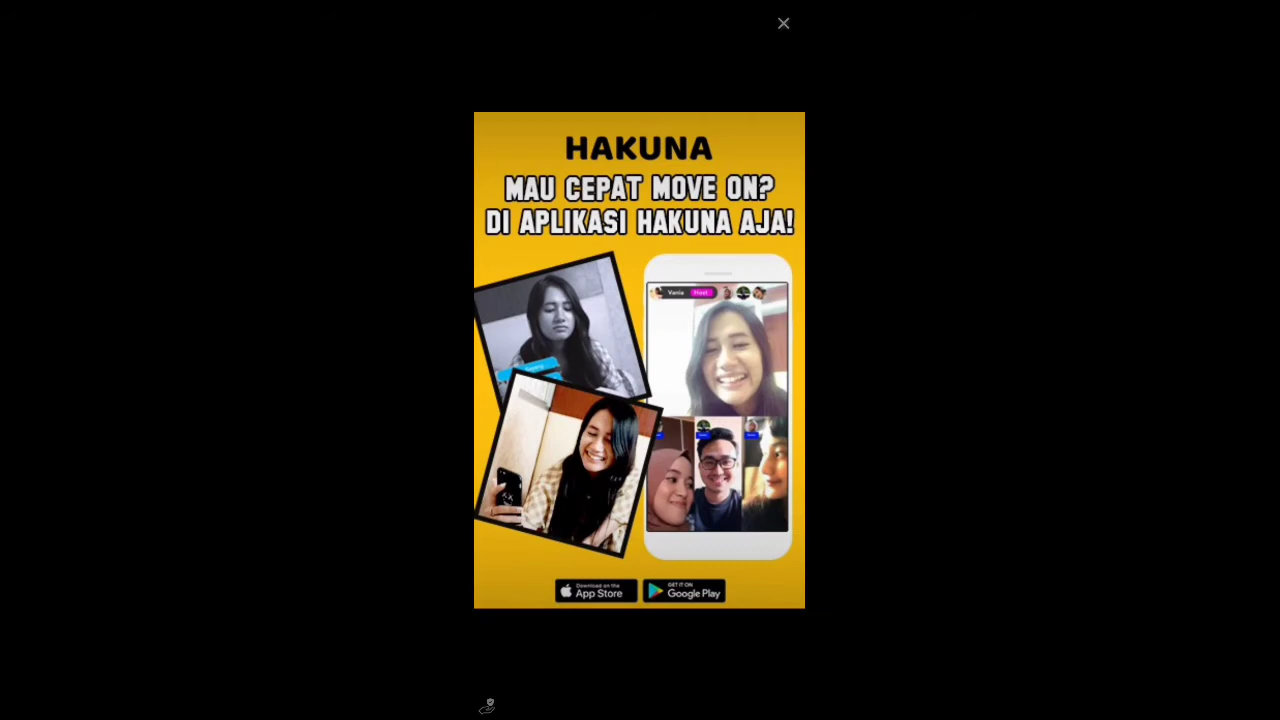 HAKUNA
MAU CEPAT MOVE ON?
DI APLIKASI HAKUNA AJA!
Vania Host
Download on the
App Store
GET IT ON
Google Play